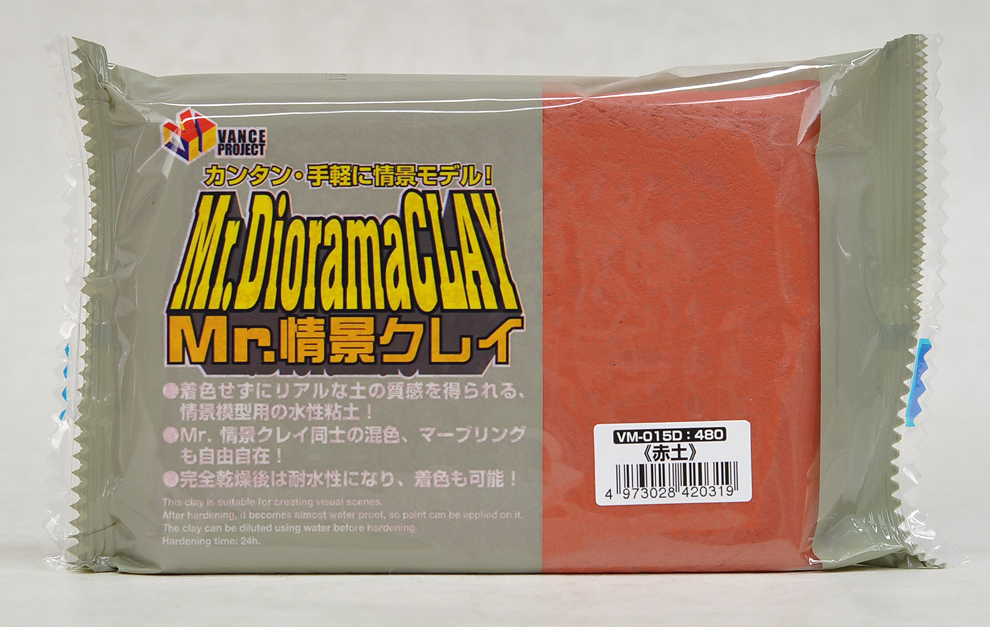 VANCE
PROJECT
カンタン・手軽に情景モデル！
Mr.DioramaCLAY
Mr.情景クレイ
●着色せずにリアルな土の質感を得られる、
情景模型用の水性粘土！
●Mr. 情景クレイ同士の混色、マーブリング
も自由自在！
●完全乾燥後は耐水性になり、着色も可能！
This clay is suitable for creating visual scenes.
After hardening, it becomes almost water proof, so paint can be applied on it.
The clay can be diluted using water before hardening.
Hardening time: 24h.
VM-015D：480
《赤土》
4 973028 420319